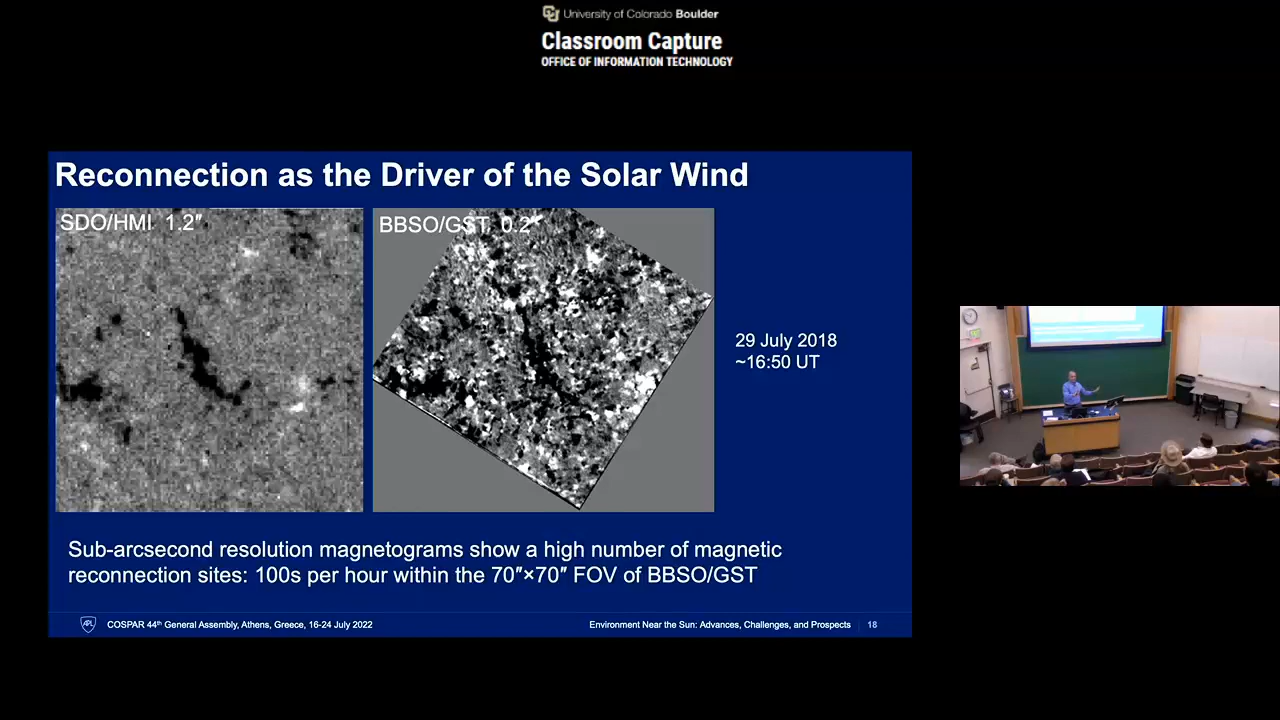 University of Colorado Boulder
Classroom Capture
OFFICE OF INFORMATION TECHNOLOGY
Reconnection as the Driver of the Solar Wind
SDO/HMI 1.2″
BBSO/GST 0.2″
29 July 2018
~16:50 UT
Sub-arcsecond resolution magnetograms show a high number of magnetic
reconnection sites: 100s per hour within the 70″×70″ FOV of BBSO/GST
APL
COSPAR 44th General Assembly, Athens, Greece, 16-24 July 2022
Environment Near the Sun: Advances, Challenges, and Prospects
18